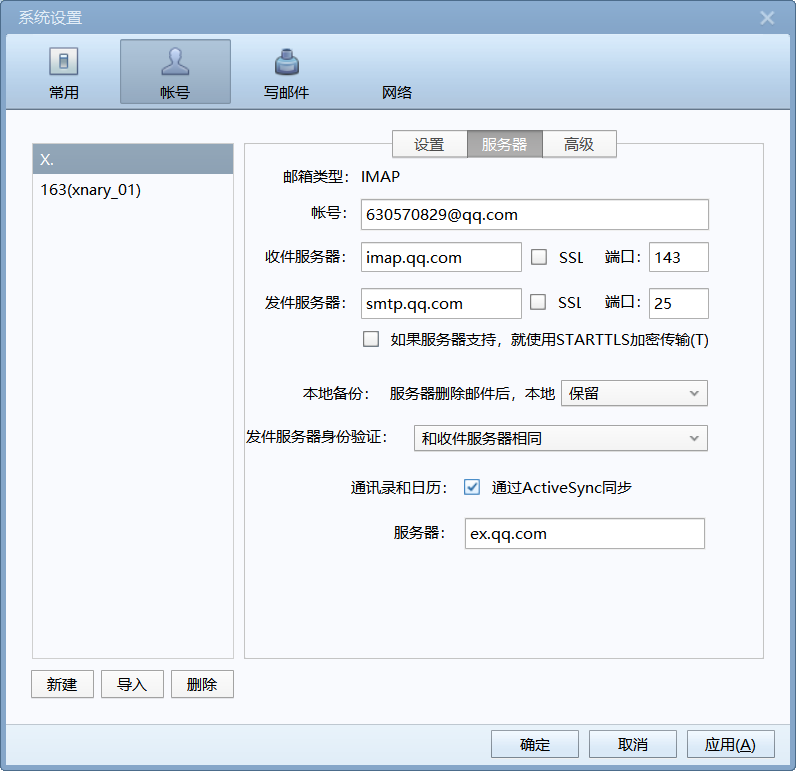 系统设置
常用
帐号
写邮件
网络
X.
163(xnary_01)
设置
服务器
高级
邮箱类型： IMAP
帐号： 630570829@qq.com
收件服务器： imap.qq.com SSL 端口： 143
发件服务器： smtp.qq.com SSL 端口： 25
如果服务器支持，就使用STARTTLS加密传输(T)
本地备份： 服务器删除邮件后，本地 保留
发件服务器身份验证： 和收件服务器相同
通讯录和日历： 通过ActiveSync同步
服务器： ex.qq.com
新建 导入 删除
确定 取消 应用(A)